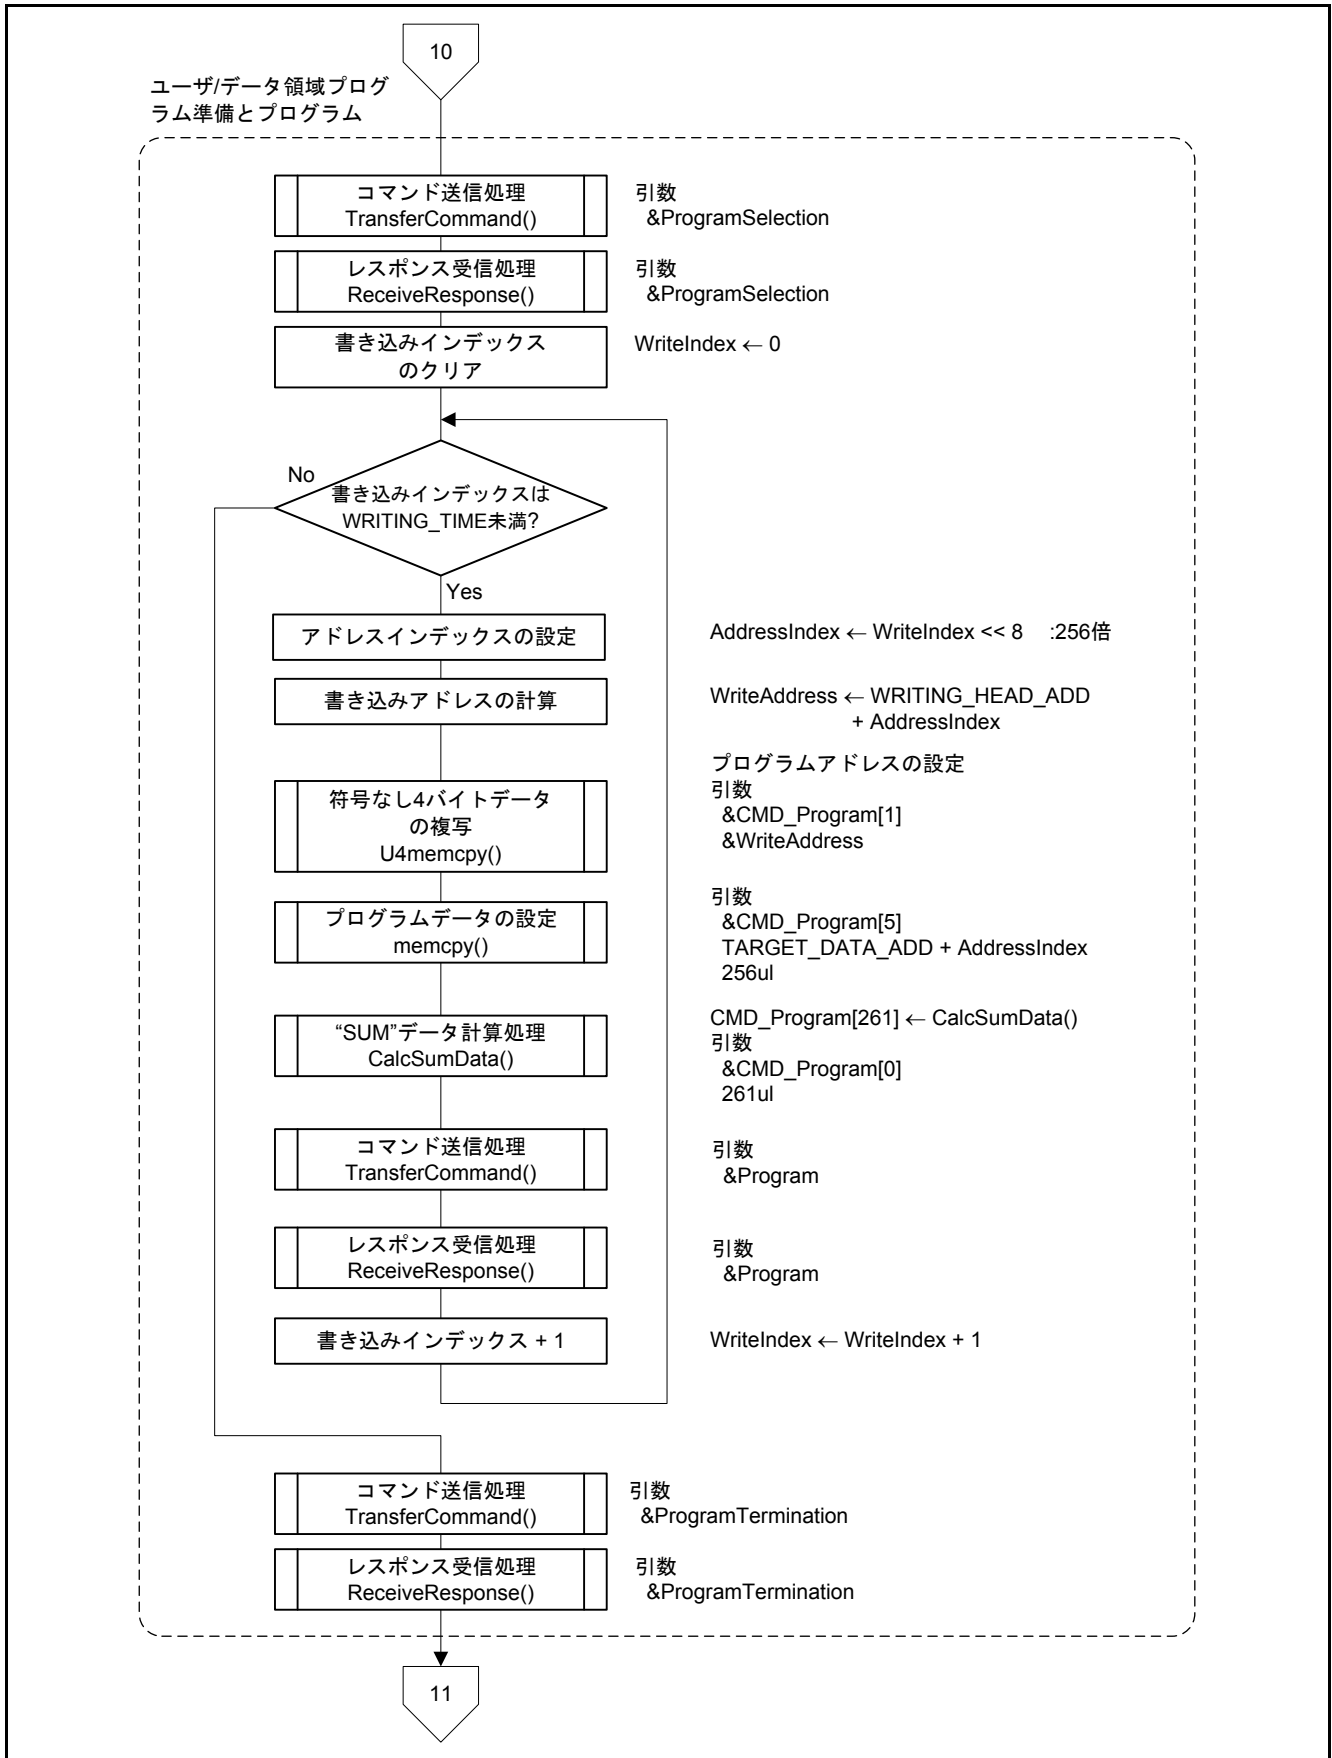 10
ユーザ/データ領域プログ
ラム準備とプログラム
コマンド送信処理
TransferCommand()
引数
&ProgramSelection
レスポンス受信処理
ReceiveResponse()
引数
&ProgramSelection
書き込みインデックス
のクリア
WriteIndex ← 0
No
書き込みインデックスは
WRITING_TIME未満?
Yes
アドレスインデックスの設定
AddressIndex ← WriteIndex << 8 :256倍
書き込みアドレスの計算
WriteAddress ← WRITING_HEAD_ADD
+ AddressIndex
符号なし4バイトデータ
の複写
U4memcpy()
プログラムアドレスの設定
引数
&CMD_Program[1]
&WriteAddress
プログラムデータの設定
memcpy()
引数
&CMD_Program[5]
TARGET_DATA_ADD + AddressIndex
256ul
“SUM”データ計算処理
CalcSumData()
CMD_Program[261] ← CalcSumData()
引数
&CMD_Program[0]
261ul
コマンド送信処理
TransferCommand()
引数
&Program
レスポンス受信処理
ReceiveResponse()
引数
&Program
書き込みインデックス + 1
WriteIndex ← WriteIndex + 1
コマンド送信処理
TransferCommand()
引数
&ProgramTermination
レスポンス受信処理
ReceiveResponse()
引数
&ProgramTermination
11